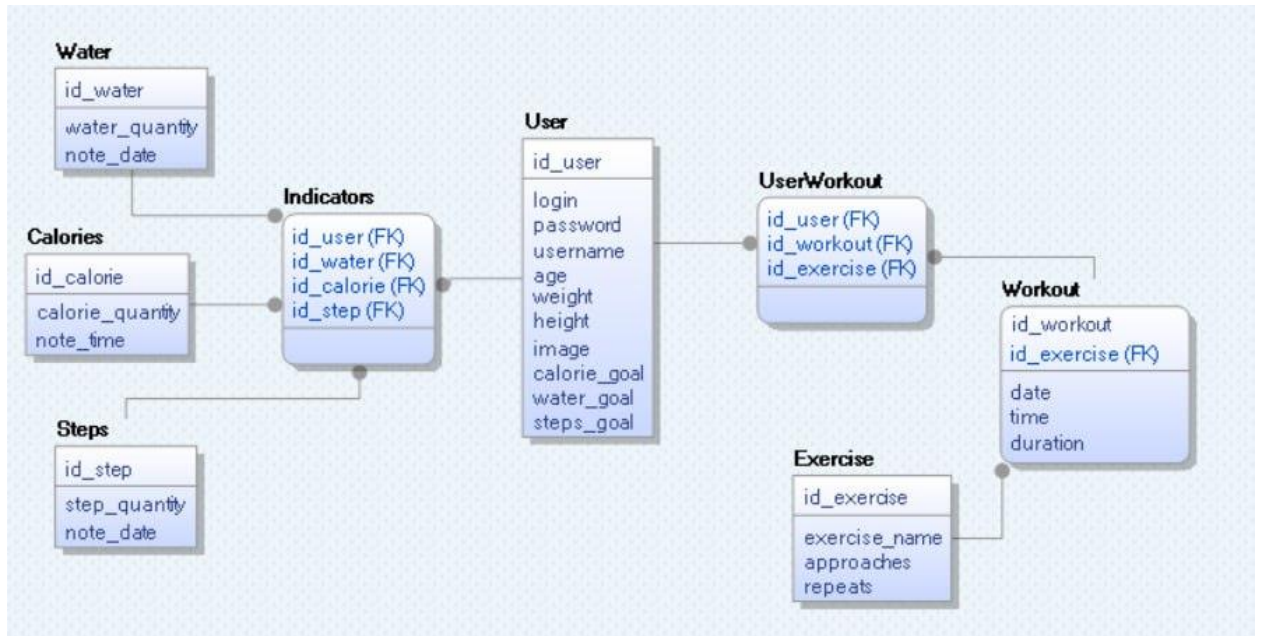 Water
id_water
water_quantity
note_date
Calories
id_calorie
calorie_quantity
note_time
Steps
id_step
step_quantity
note_date
Indicators
id_user (FK)
id_water (FK)
id_calorie (FK)
id_step (FK)
User
id_user
login
password
username
age
weight
height
image
calorie_goal
water_goal
steps_goal
UserWorkout
id_user (FK)
id_workout (FK)
id_exercise (FK)
Workout
id_workout
id_exercise (FK)
date
time
duration
Exercise
id_exercise
exercise_name
approaches
repeats